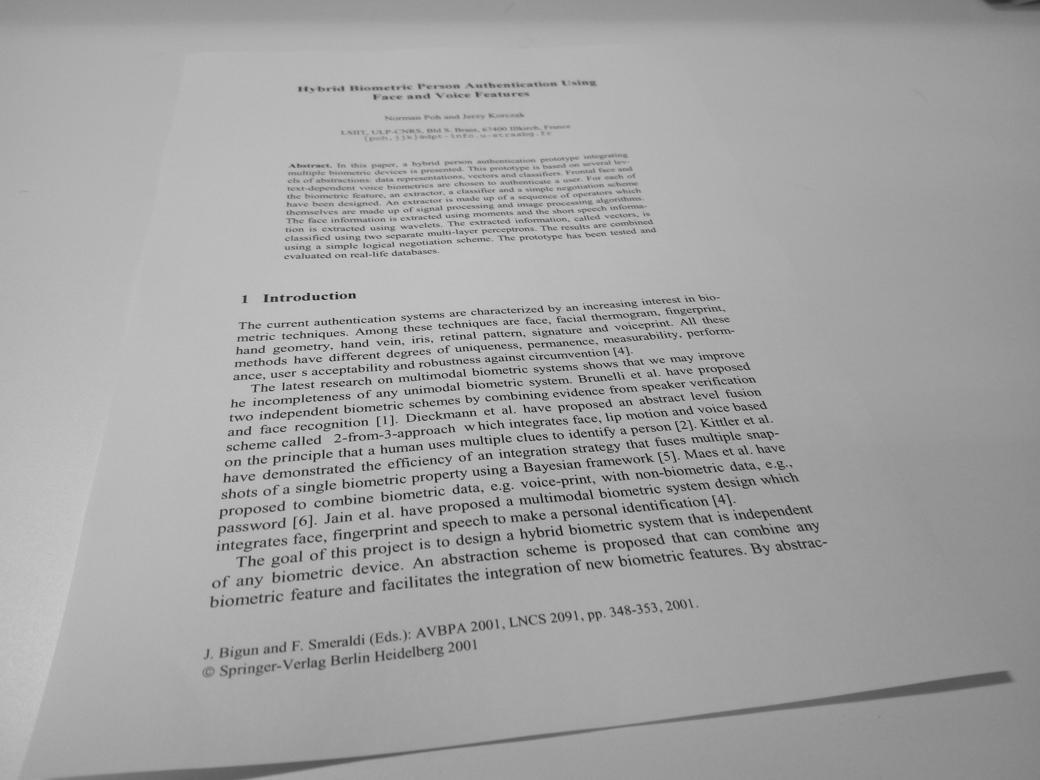 Hybrid Biometric Person Authentication Using
Face and Voice Features
Norman Poh and Jerzy Korczak
LSIIT, ULP-CNRS, Bld S. Brant, 67400 Illkirch, France
{poh,jjk}@dpt-info.u-strasbg.fr
Abstract. In this paper, a hybrid person authentication prototype integrating
multiple biometric devices is presented. This prototype is based on several lev-
els of abstractions: data representations, vectors and classifiers. Frontal face and
text-dependent voice biometrics are chosen to authenticate a user. For each of
the biometric feature, an extractor, a classifier and a simple negotiation scheme
have been designed. An extractor is made up of a sequence of operators which
themselves are made up of signal processing and image processing algorithms.
The face information is extracted using moments and the short speech informa-
tion is extracted using wavelets. The extracted information, called vectors, is
classified using two separate multi-layer perceptrons. The results are combined
using a simple logical negotiation scheme. The prototype has been tested and
evaluated on real-life databases.
1 Introduction
The current authentication systems are characterized by an increasing interest in bio-
metric techniques. Among these techniques are face, facial thermogram, fingerprint,
hand geometry, hand vein, iris, retinal pattern, signature and voiceprint. All these
methods have different degrees of uniqueness, permanence, measurability, perform-
ance, user s acceptability and robustness against circumvention [4].
The latest research on multimodal biometric systems shows that we may improve
he incompleteness of any unimodal biometric system. Brunelli et al. have proposed
two independent biometric schemes by combining evidence from speaker verification
and face recognition [1]. Dieckmann et al. have proposed an abstract level fusion
scheme called 2-from-3-approach which integrates face, lip motion and voice based
on the principle that a human uses multiple clues to identify a person [2]. Kittler et al.
have demonstrated the efficiency of an integration strategy that fuses multiple snap-
shots of a single biometric property using a Bayesian framework [5]. Maes et al. have
proposed to combine biometric data, e.g. voice-print, with non-biometric data, e.g.,
password [6]. Jain et al. have proposed a multimodal biometric system design which
integrates face, fingerprint and speech to make a personal identification [4].
The goal of this project is to design a hybrid biometric system that is independent
of any biometric device. An abstraction scheme is proposed that can combine any
biometric feature and facilitates the integration of new biometric features. By abstrac-
J. Bigun and F. Smeraldi (Eds.): AVBPA 2001, LNCS 2091, pp. 348-353, 2001.
© Springer-Verlag Berlin Heidelberg 2001